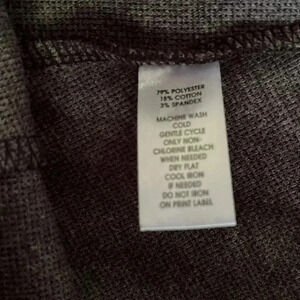 79% POLYESTER
18% COTTON
3% SPANDEX
MACHINE WASH
COLD
GENTLE CYCLE
ONLY NON-
CHLORINE BLEACH
WHEN NEEDED
DRY FLAT
COOL IRON
IF NEEDED
DO NOT IRON
ON PRINT LABEL